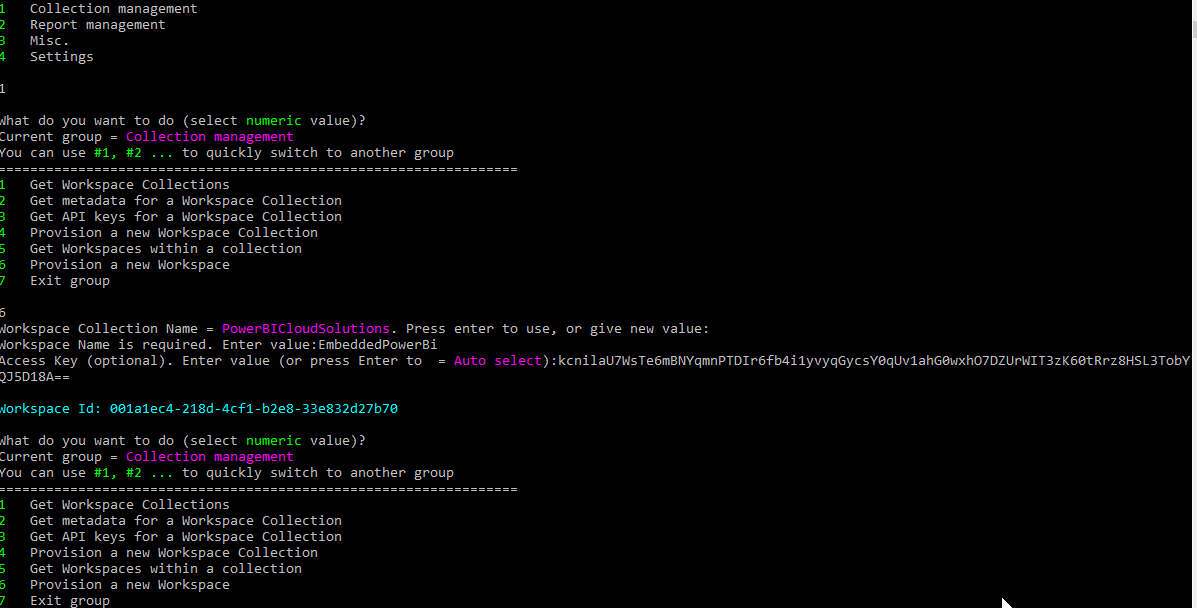 1 Collection management
2 Report management
3 Misc.
4 Settings
1
What do you want to do (select numeric value)?
Current group = Collection management
You can use #1, #2 ... to quickly switch to another group
=================================================================
1 Get Workspace Collections
2 Get metadata for a Workspace Collection
3 Get API keys for a Workspace Collection
4 Provision a new Workspace Collection
5 Get Workspaces within a collection
6 Provision a new Workspace
7 Exit group
6
Workspace Collection Name = PowerBICloudSolutions. Press enter to use, or give new value:
Workspace Name is required. Enter value:EmbeddedPowerBi
Access Key (optional). Enter value (or press Enter to  = Auto select):kcnilaU7WsTe6mBNYqmnPTDIr6fb4i1yvyqGycsY0qUv1ahG0wxhO7DZUrWIT3zK60tRrz8HSL3TobY
QJ5D18A==
Workspace Id: 001a1ec4-218d-4cf1-b2e8-33e832d27b70
What do you want to do (select numeric value)?
Current group = Collection management
You can use #1, #2 ... to quickly switch to another group
=================================================================
1 Get Workspace Collections
2 Get metadata for a Workspace Collection
3 Get API keys for a Workspace Collection
4 Provision a new Workspace Collection
5 Get Workspaces within a collection
6 Provision a new Workspace
7 Exit group